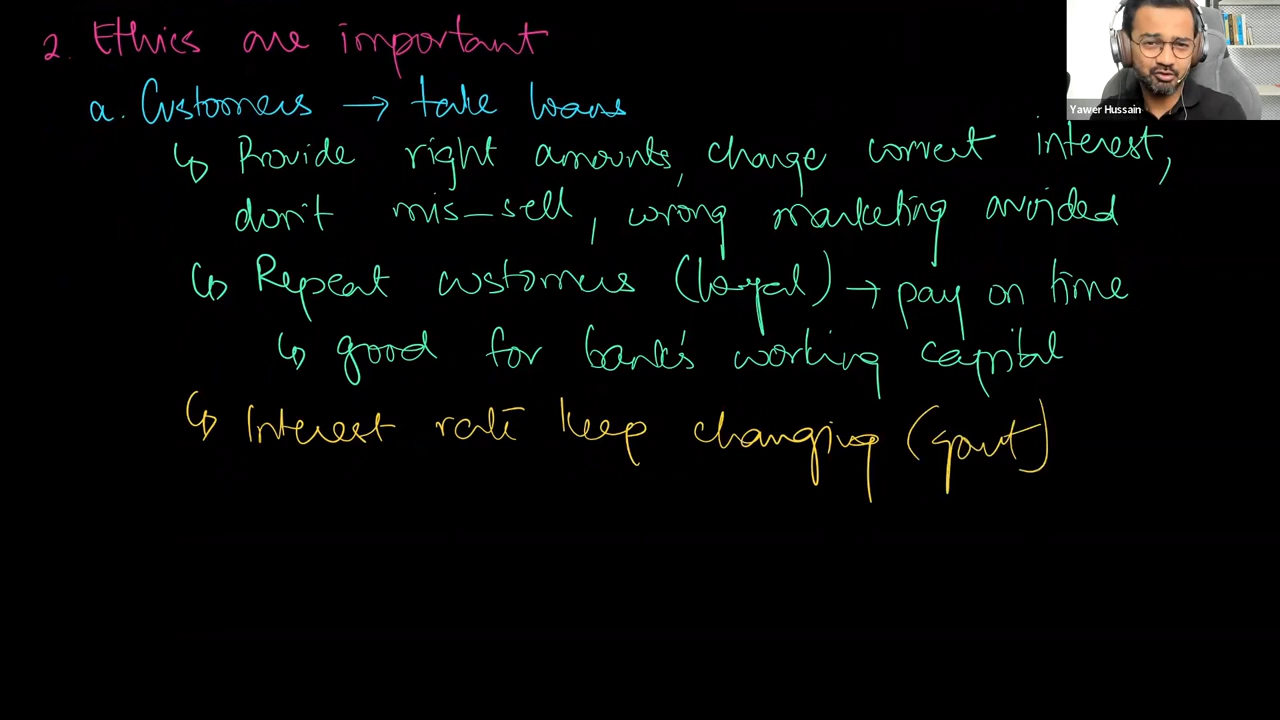 2. Ethics are important
Yawer Hussain
a. Customers → take loans
↳ Provide right amounts, charge correct interest,
don't mis-sell, wrong marketing avoided
↳ Repeat customers (loyal) → pay on time
↳ good for bank's working capital
↳ Interest rate keep changing (govt)